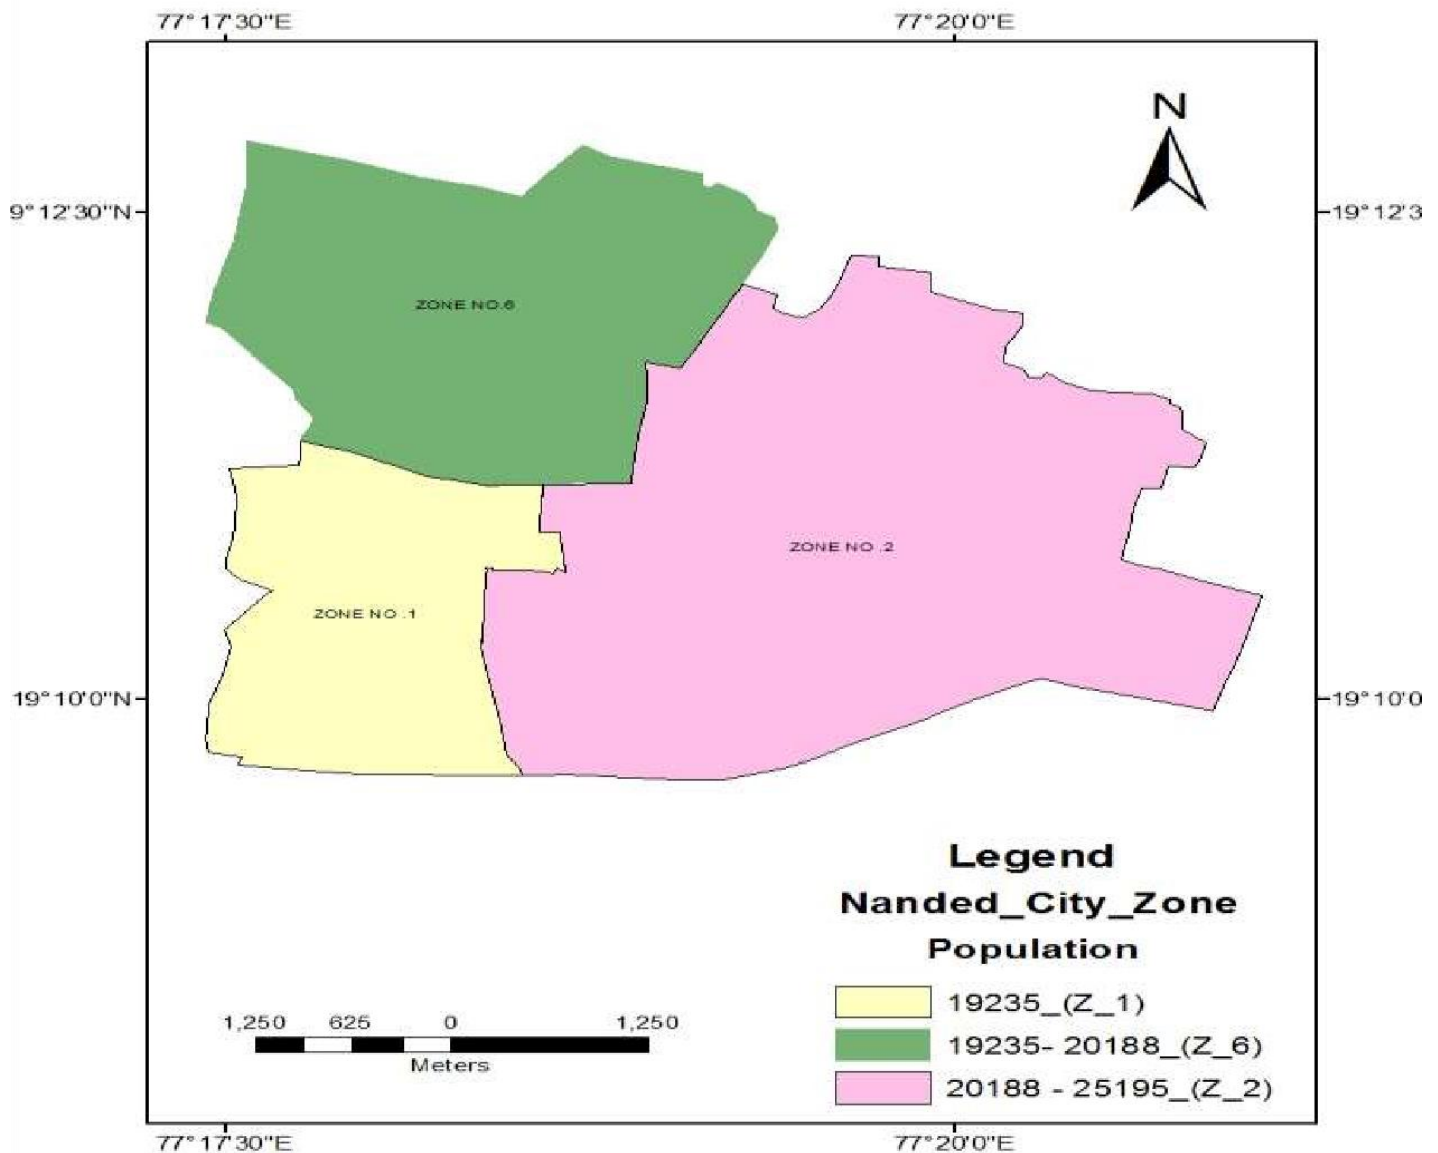 77°17'30"E 77°20'0"E
N
9°12'30"N 19°12'3
ZONE NO.6
ZONE NO .2
ZONE NO .1
19°10'0"N 19°10'0
Legend
Nanded_City_Zone
Population
19235_(Z_1)
19235- 20188_(Z_6)
20188 - 25195_(Z_2)
1,250 625 0 1,250
Meters
77°17'30"E 77°20'0"E